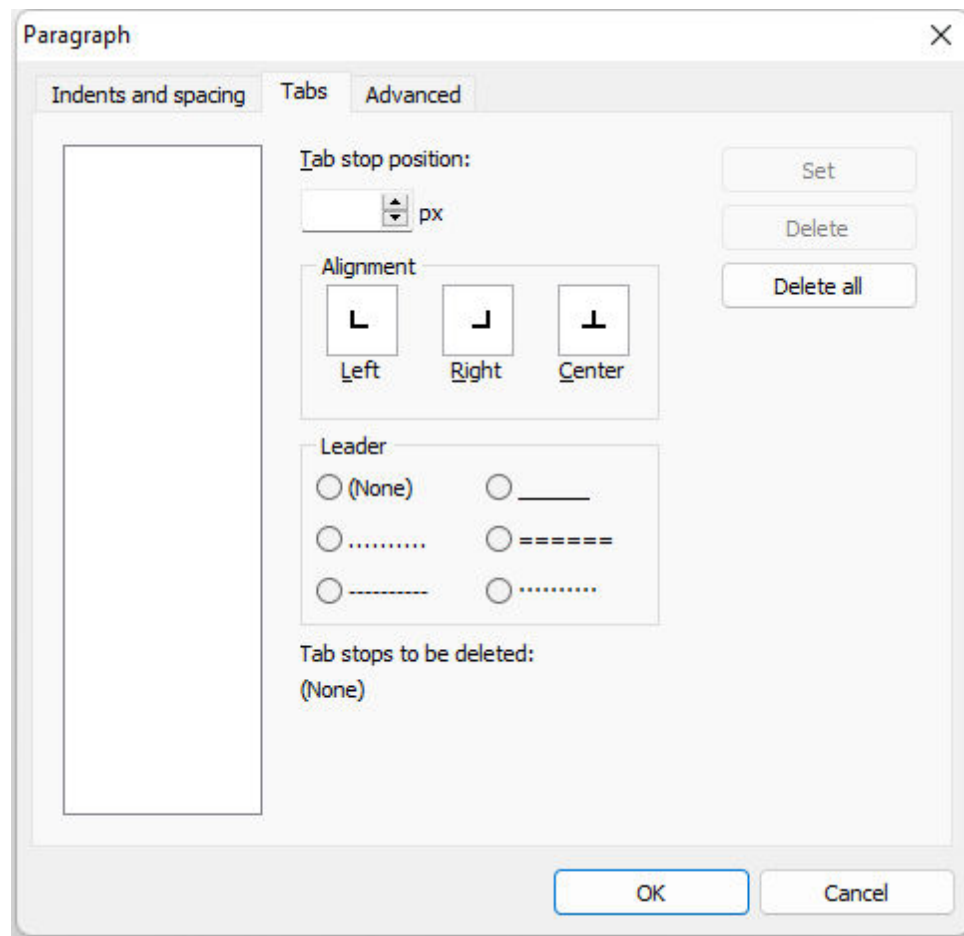 Paragraph
Indents and spacing Tabs Advanced
Tab stop position:
Set
px
Delete
Alignment
Delete all
Left Right Center
Leader
(None) ______
.......... ======
---------- ··········
Tab stops to be deleted:
(None)
OK Cancel